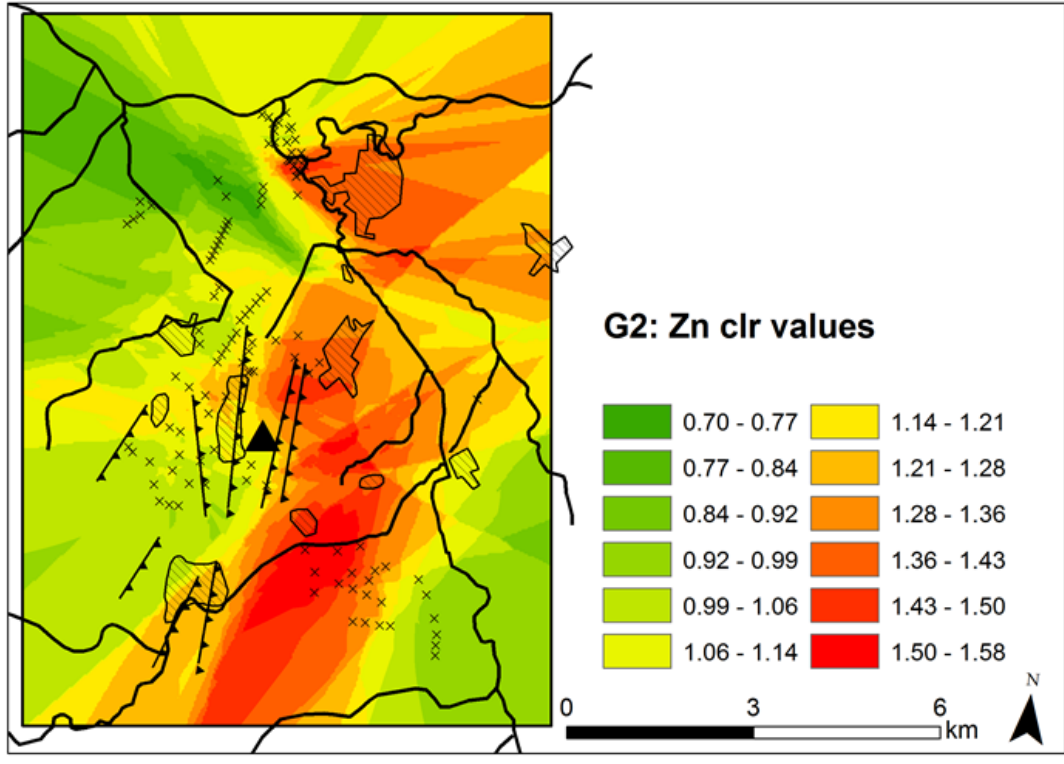 G2: Zn clr values
0.70 - 0.77 1.14 - 1.21
0.77 - 0.84 1.21 - 1.28
0.84 - 0.92 1.28 - 1.36
0.92 - 0.99 1.36 - 1.43
0.99 - 1.06 1.43 - 1.50
1.06 - 1.14 1.50 - 1.58
N
0 3 6
km